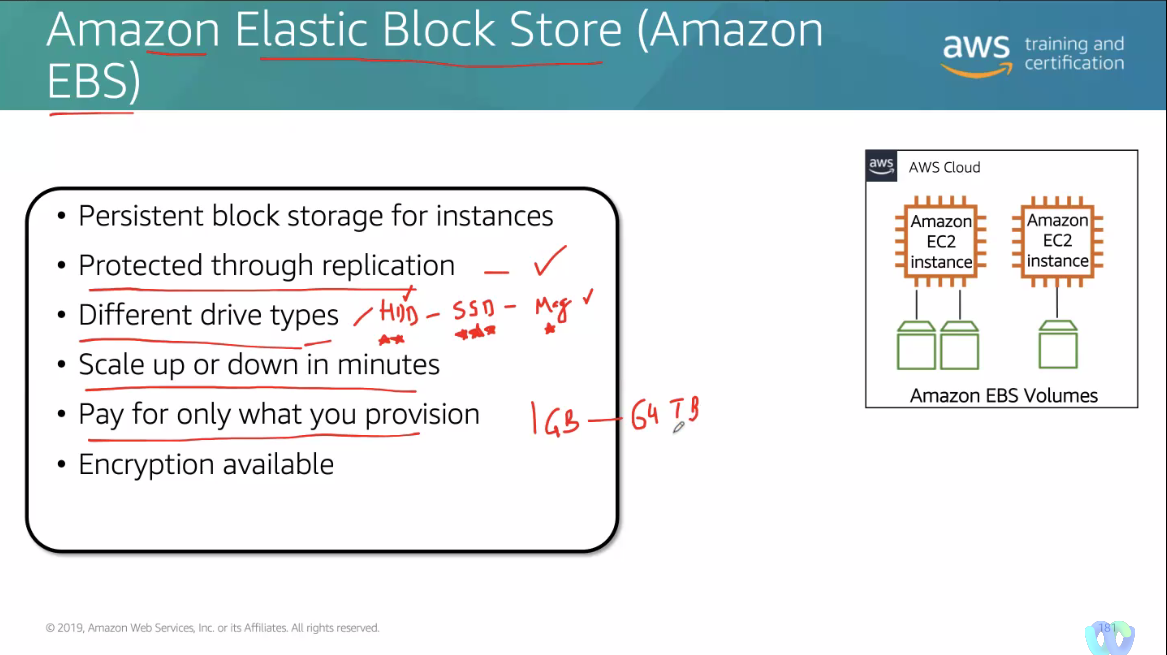 Amazon Elastic Block Store (Amazon
EBS)
aws training and
certification
• Persistent block storage for instances
• Protected through replication
• Different drive types HDD - SSD - Mag
• Scale up or down in minutes
• Pay for only what you provision 1 GB - 64 TB
• Encryption available
aws AWS Cloud
Amazon
EC2
instance
Amazon
EC2
instance
Amazon EBS Volumes
© 2019, Amazon Web Services, Inc. or its Affiliates. All rights reserved.
181